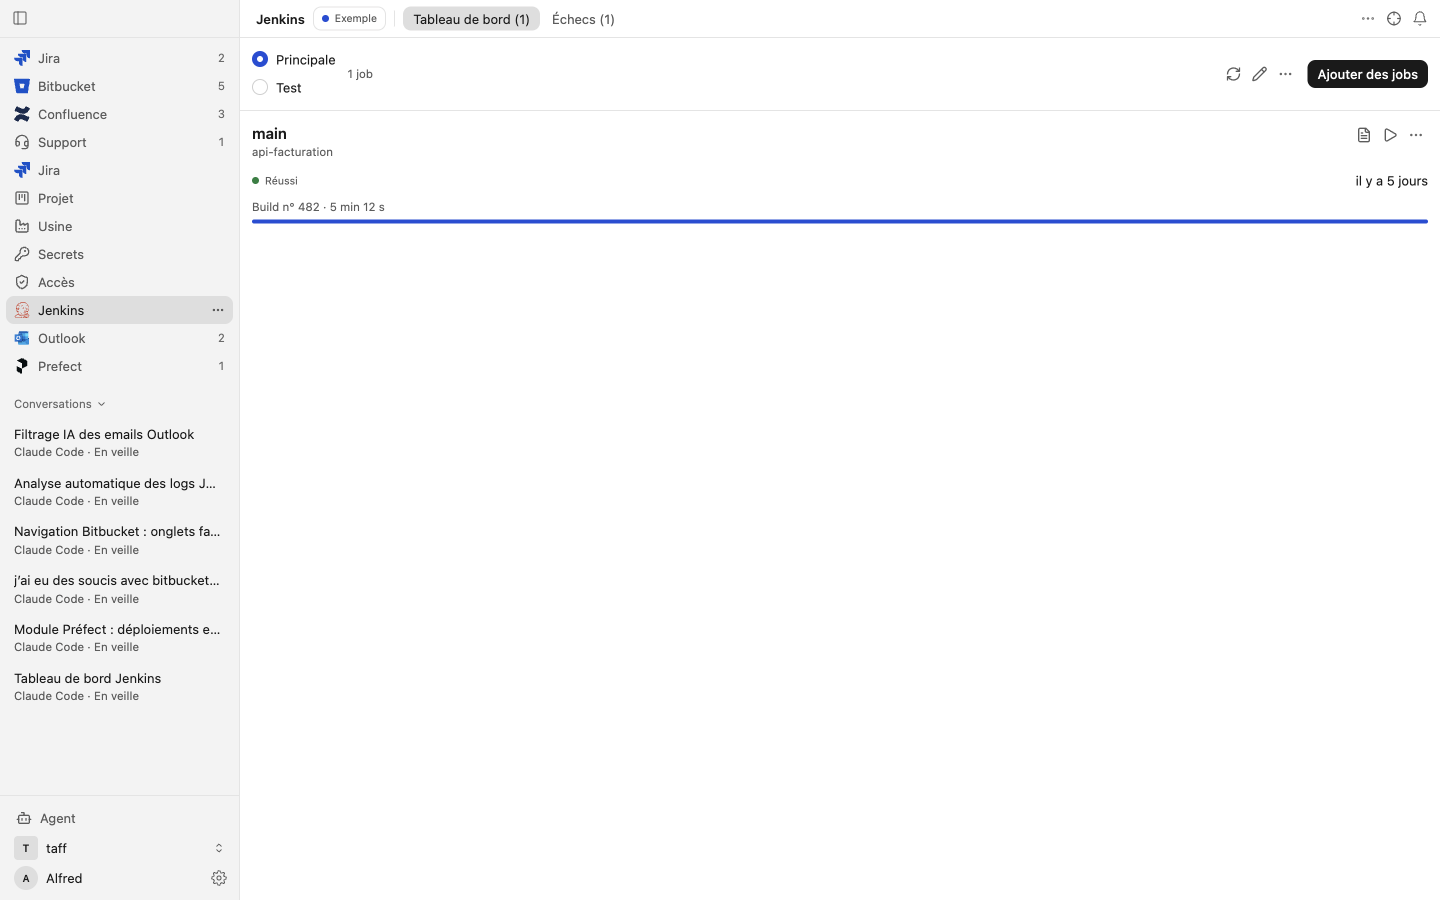 Jenkins
Exemple
Tableau de bord (1)
Échecs (1)
Jira 2
Bitbucket 5
Confluence 3
Support 1
Jira
Projet
Usine
Secrets
Accès
Jenkins
Outlook 2
Prefect 1
Conversations
Filtrage IA des emails Outlook
Claude Code · En veille
Analyse automatique des logs J...
Claude Code · En veille
Navigation Bitbucket : onglets fa...
Claude Code · En veille
j'ai eu des soucis avec bitbucket...
Claude Code · En veille
Module Préfect : déploiements e...
Claude Code · En veille
Tableau de bord Jenkins
Claude Code · En veille
Agent
T taff
A Alfred
Principale
Test
1 job
Ajouter des jobs
main
api-facturation
Réussi
il y a 5 jours
Build n° 482 · 5 min 12 s